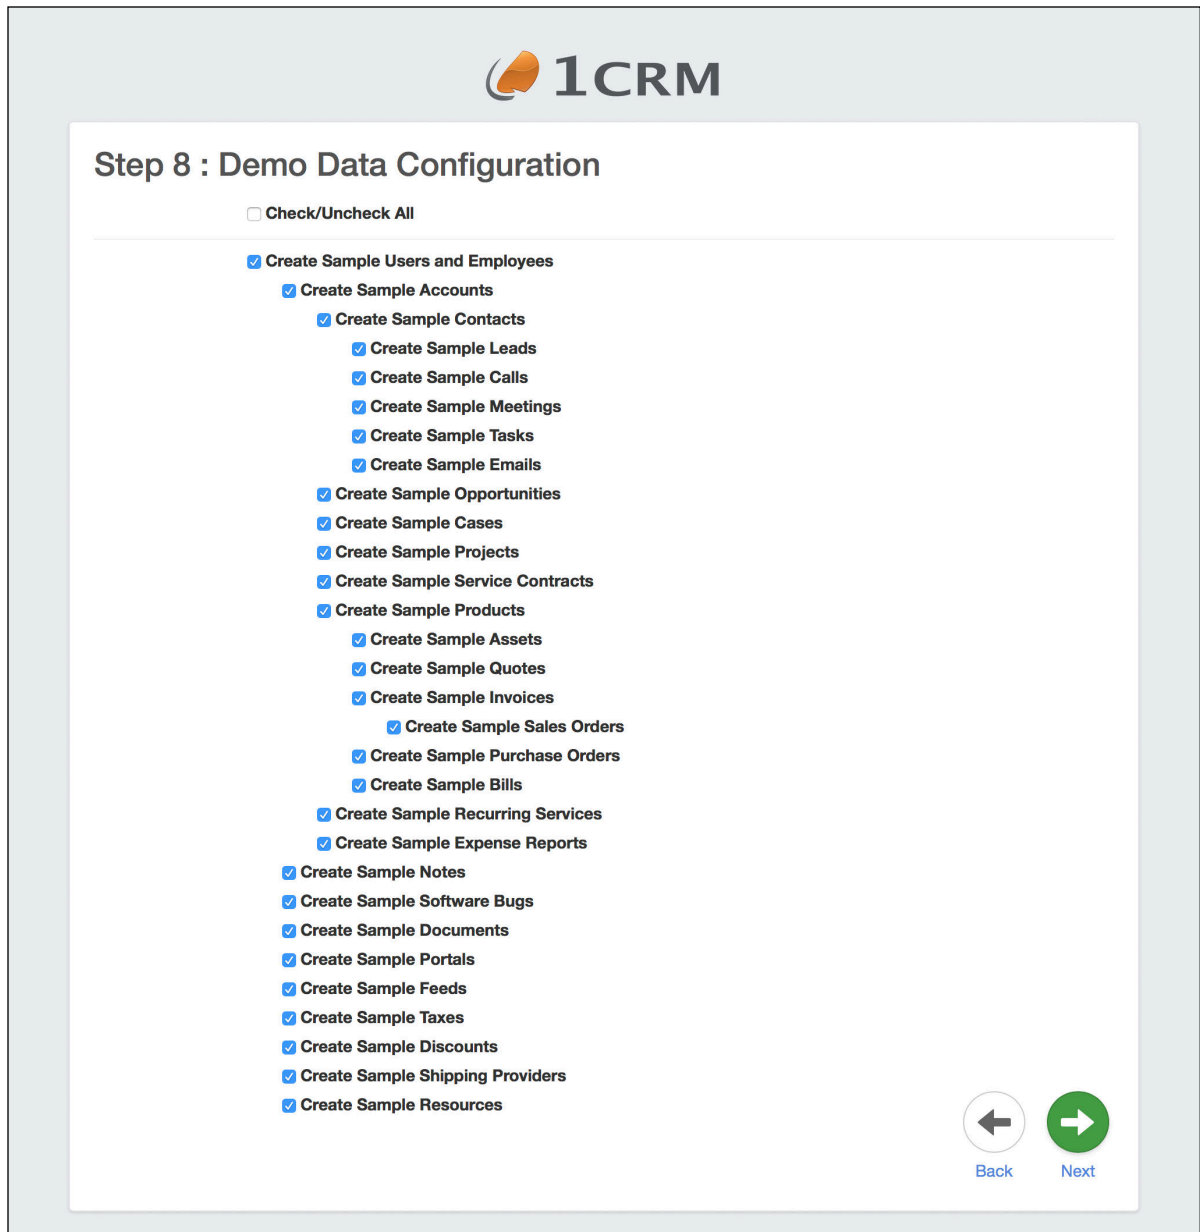 1CRM
Step 8 : Demo Data Configuration
Check/Uncheck All
Create Sample Users and Employees
Create Sample Accounts
Create Sample Contacts
Create Sample Leads
Create Sample Calls
Create Sample Meetings
Create Sample Tasks
Create Sample Emails
Create Sample Opportunities
Create Sample Cases
Create Sample Projects
Create Sample Service Contracts
Create Sample Products
Create Sample Assets
Create Sample Quotes
Create Sample Invoices
Create Sample Sales Orders
Create Sample Purchase Orders
Create Sample Bills
Create Sample Recurring Services
Create Sample Expense Reports
Create Sample Notes
Create Sample Software Bugs
Create Sample Documents
Create Sample Portals
Create Sample Feeds
Create Sample Taxes
Create Sample Discounts
Create Sample Shipping Providers
Create Sample Resources
Back Next